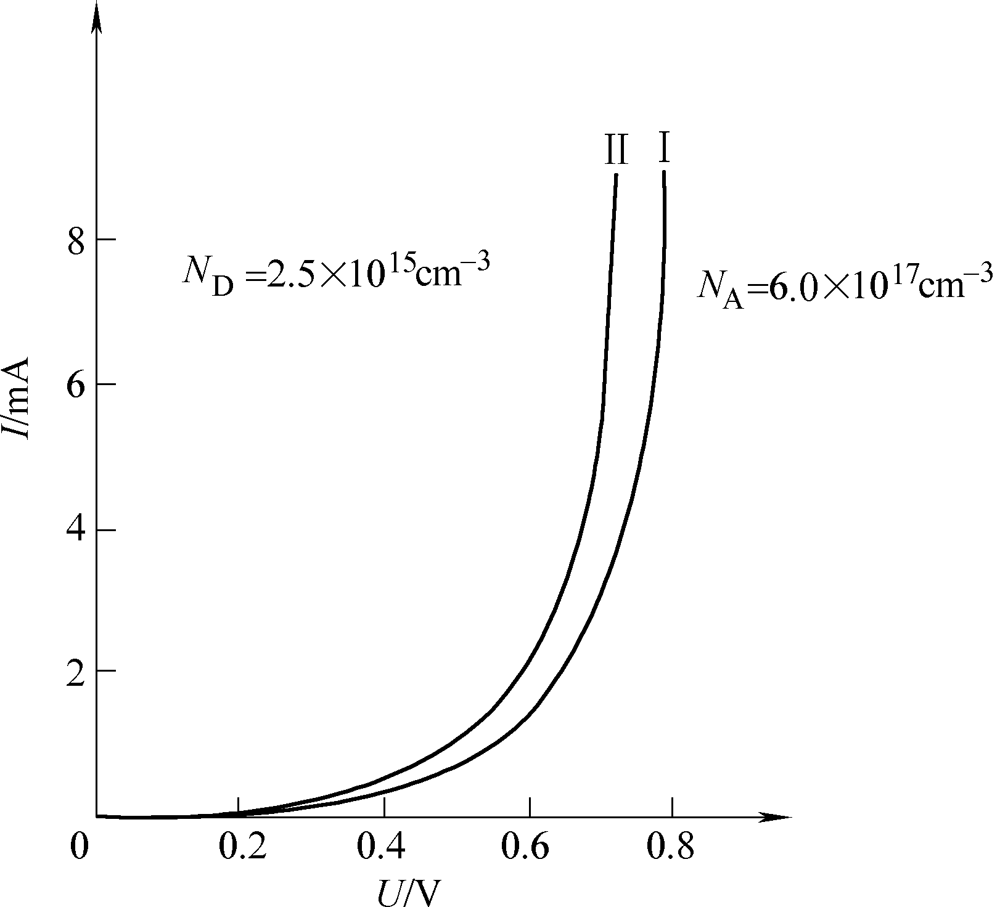 II I
8
N_D =2.5×10^15cm^−3
N_A=6.0×10^17cm^−3
I/mA
6
4
2
0 0.2 0.4 0.6 0.8
U/V